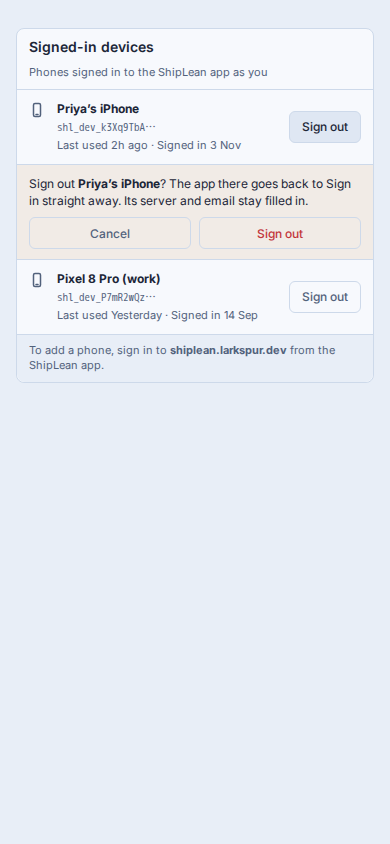 Signed-in devices
Phones signed in to the ShipLean app as you
Priya’s iPhone
shl_dev_k3Xq9TbA···
Last used 2h ago · Signed in 3 Nov
Sign out
Sign out Priya’s iPhone? The app there goes back to Sign
in straight away. Its server and email stay filled in.
Cancel
Sign out
Pixel 8 Pro (work)
shl_dev_P7mR2wQz···
Last used Yesterday · Signed in 14 Sep
Sign out
To add a phone, sign in to shiplean.larkspur.dev from the
ShipLean app.